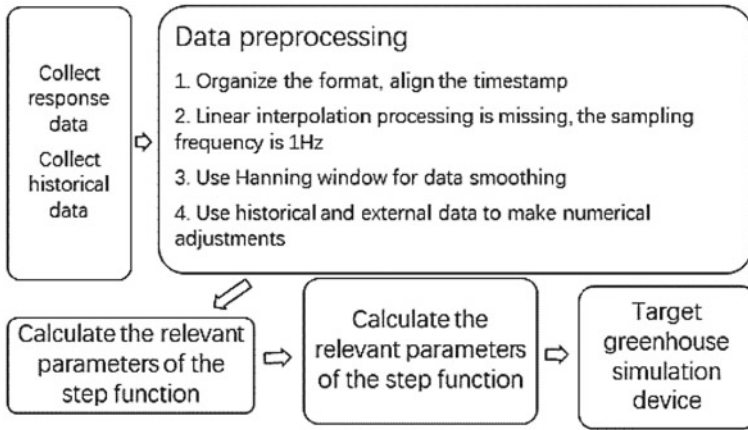 Collect
response
data
Collect
historical
data
Data preprocessing
1. Organize the format, align the timestamp
2. Linear interpolation processing is missing, the sampling
frequency is 1Hz
3. Use Hanning window for data smoothing
4. Use historical and external data to make numerical
adjustments
Calculate the relevant
parameters of the
step function
Calculate the
relevant parameters
of the step function
Target
greenhouse
simulation
device